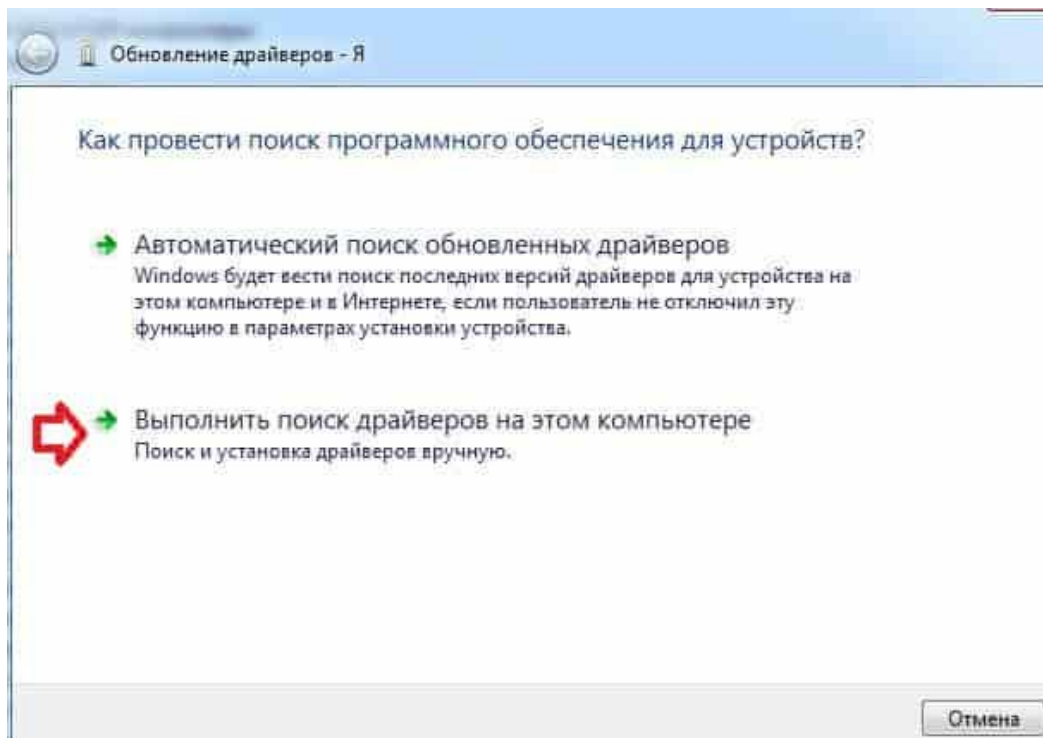 Обновление драйверов - Я
Как провести поиск программного обеспечения для устройств?
Автоматический поиск обновленных драйверов
Windows будет вести поиск последних версий драйверов для устройства на
этом компьютере и в Интернете, если пользователь не отключил эту
функцию в параметрах установки устройства.
Выполнить поиск драйверов на этом компьютере
Поиск и установка драйверов вручную.
Отмена